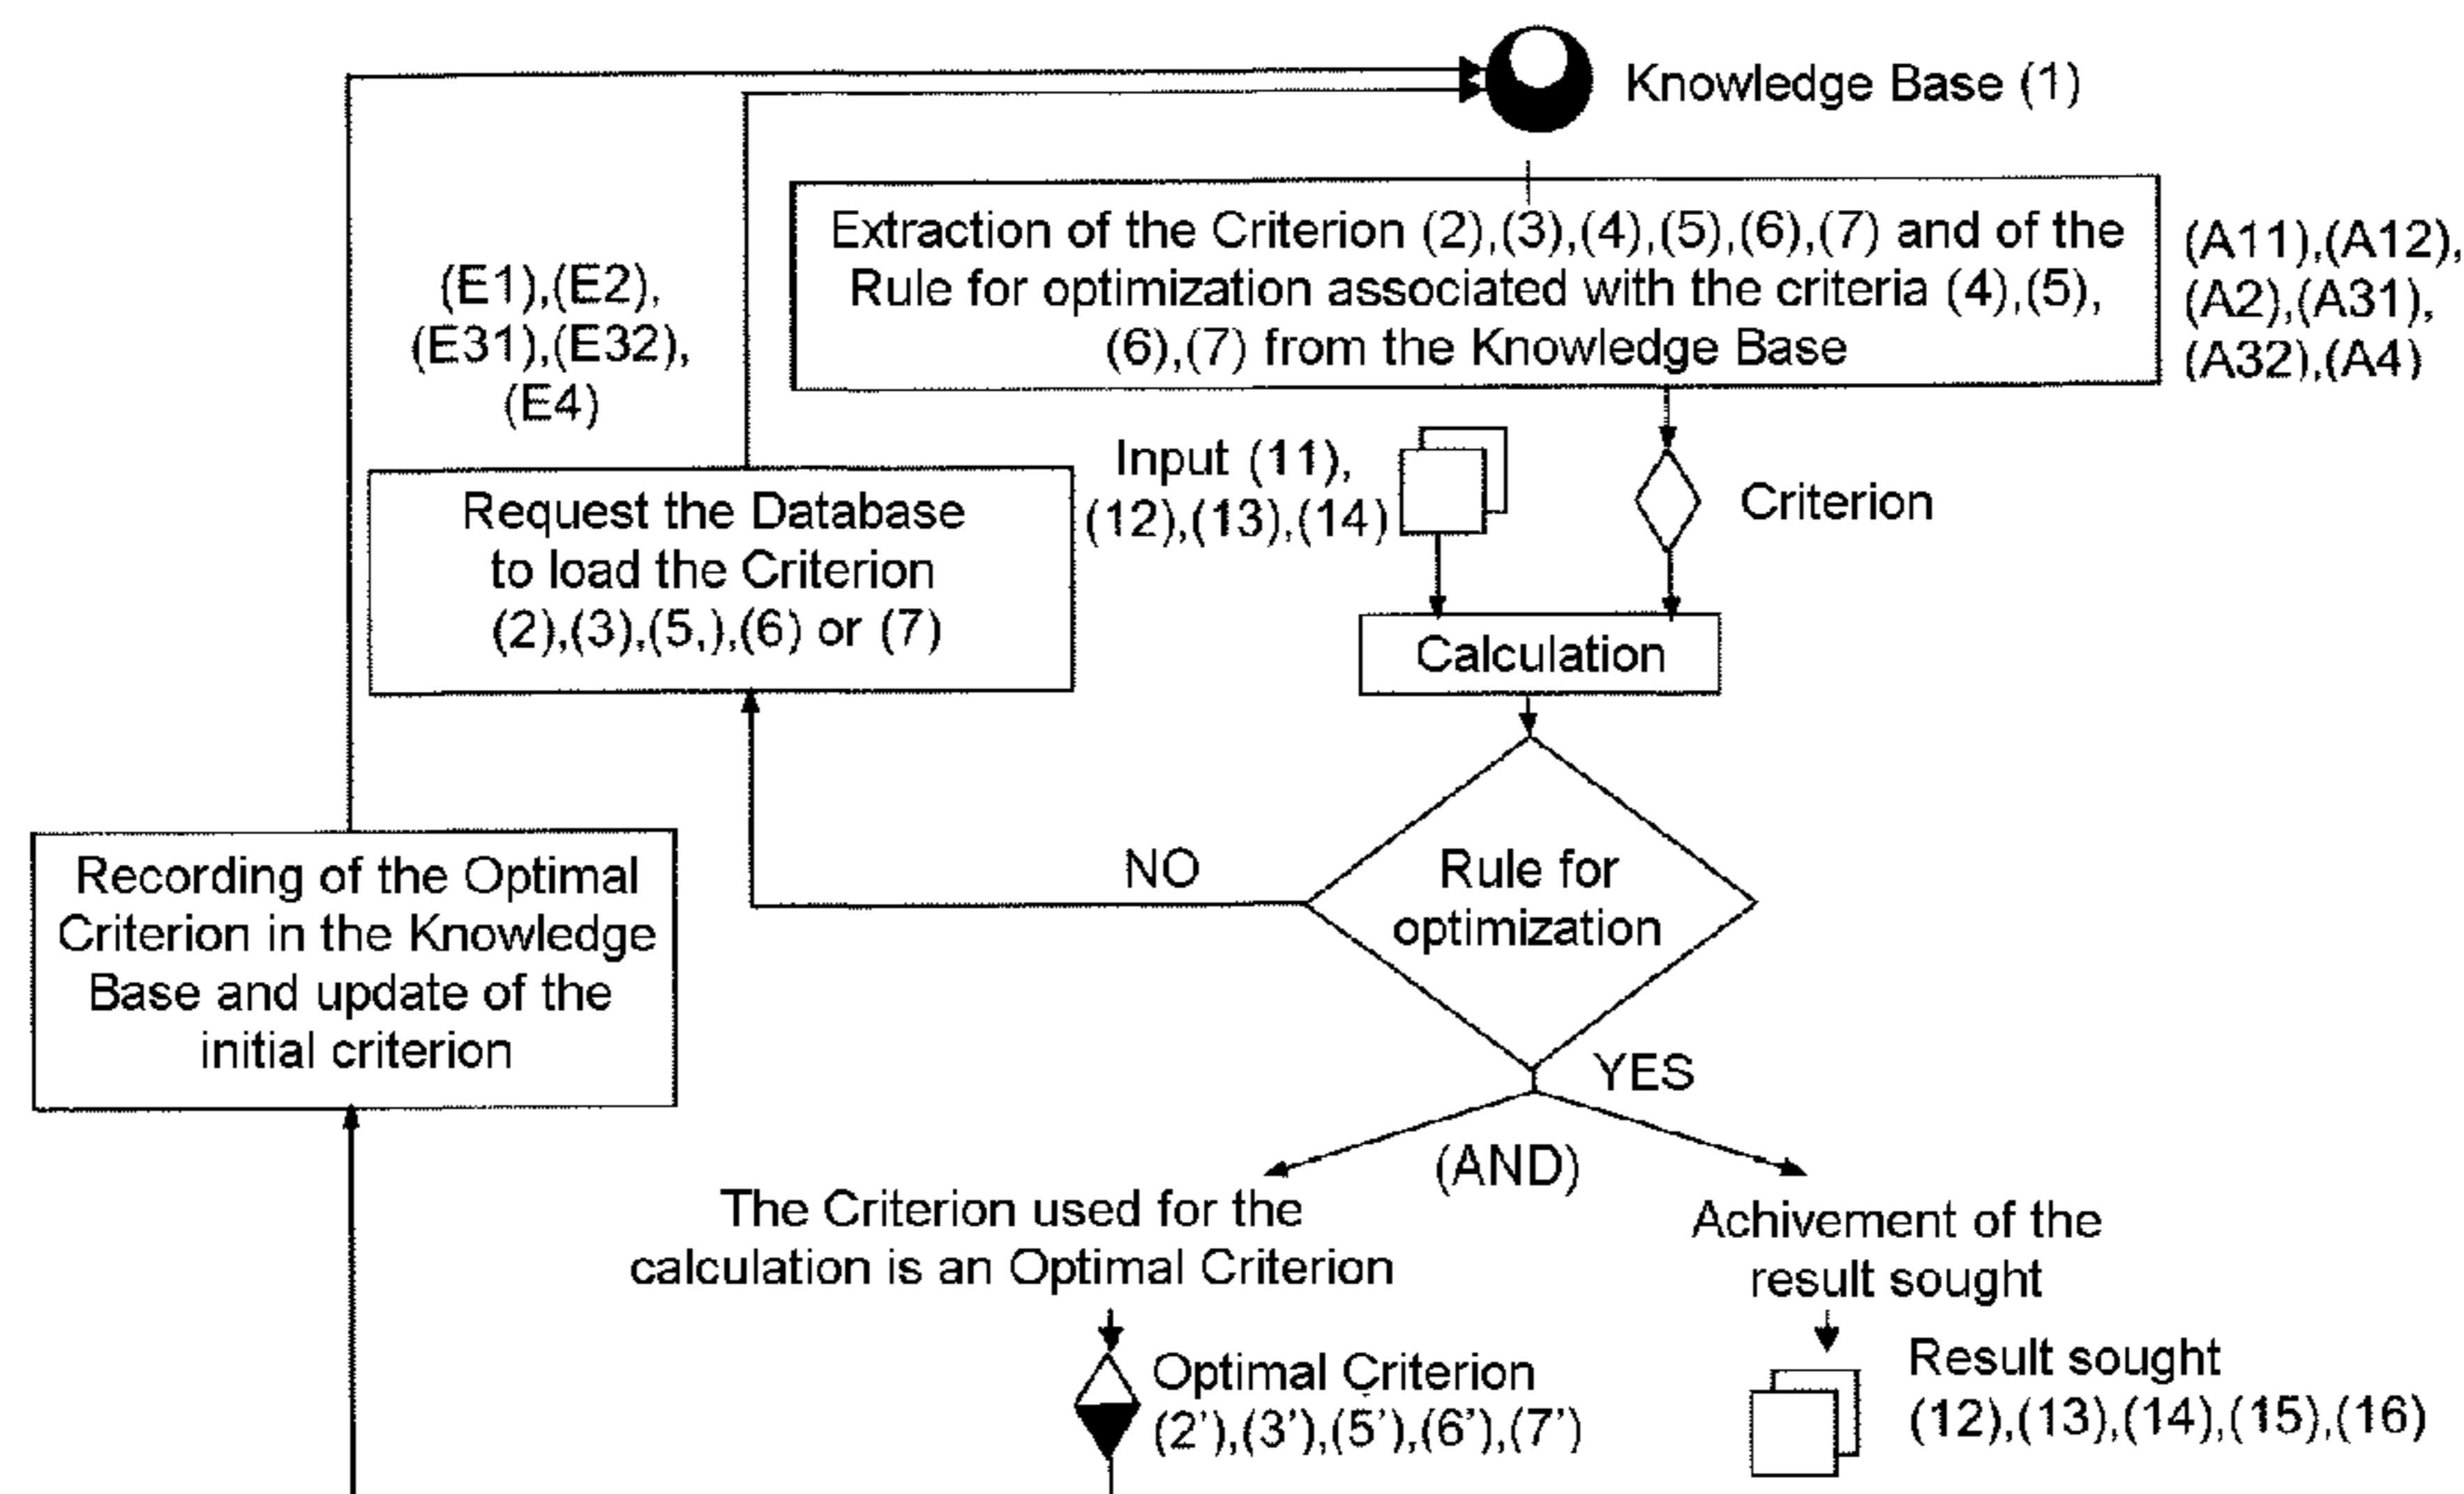 Knowledge Base (1)
Extraction of the Criterion (2),(3),(4),(5),(6),(7) and of the
Rule for optimization associated with the criteria (4),(5),
(6),(7) from the Knowledge Base
(A11),(A12),
(A2),(A31),
(A32),(A4)
(E1),(E2),
(E31),(E32),
(E4)
Request the Database
to load the Criterion
(2),(3),(5,),(6) or (7)
Input (11),
(12),(13),(14)
Criterion
Calculation
Rule for
optimization
NO
YES
Recording of the Optimal
Criterion in the Knowledge
Base and update of the
initial criterion
(AND)
The Criterion used for the
calculation is an Optimal Criterion
Achivement of the
result sought
Optimal Criterion
(2'),(3'),(5'),(6'),(7')
Result sought
(12),(13),(14),(15),(16)